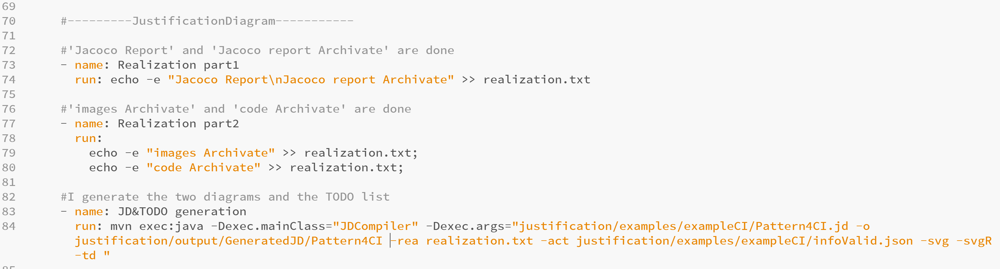 69
70 #---------JustificationDiagram-----------
71
72 #'Jacoco Report' and 'Jacoco report Archivate' are done
73 - name: Realization part1
74 run: echo -e "Jacoco Report\nJacoco report Archivate" >> realization.txt
75
76 #'images Archivate' and 'code Archivate' are done
77 - name: Realization part2
78 run:
79 echo -e "images Archivate" >> realization.txt;
80 echo -e "code Archivate" >> realization.txt;
81
82 #I generate the two diagrams and the TODO list
83 - name: JD&TODO generation
84 run: mvn exec:java -Dexec.mainClass="JDCompiler" -Dexec.args="justification/examples/exampleCI/Pattern4CI.jd -o
justification/output/GeneratedJD/Pattern4CI -rea realization.txt -act justification/examples/exampleCI/infoValid.json -svg -svgR
-td "
85